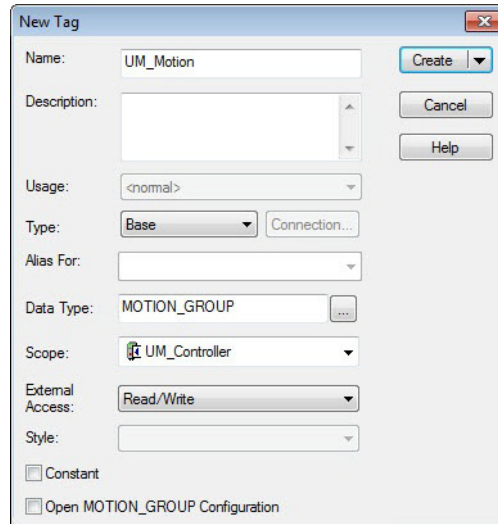 New Tag
Name: UM_Motion
Create
Description:
Cancel
Help
Usage: <normal>
Type: Base Connection...
Alias For:
Data Type: MOTION_GROUP ...
Scope: UM_Controller
External
Access: Read/Write
Style:
Constant
Open MOTION_GROUP Configuration